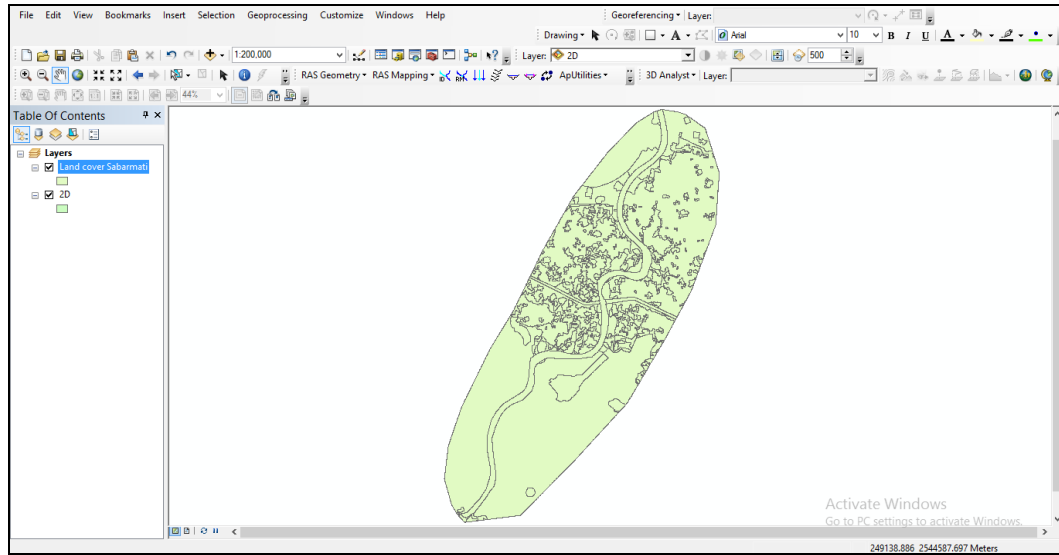 File Edit View Bookmarks Insert Selection Geoprocessing Customize Windows Help Georeferencing Layer:
Drawing A Arial 10 B I U A
1:200,000 Layer: 2D 500
RAS Geometry RAS Mapping ApUtilities 3D Analyst Layer:
44%
Table Of Contents
Layers
Land cover Sabarmati
2D
Activate Windows
Go to PC settings to activate Windows.
249138.886 2544587.697 Meters